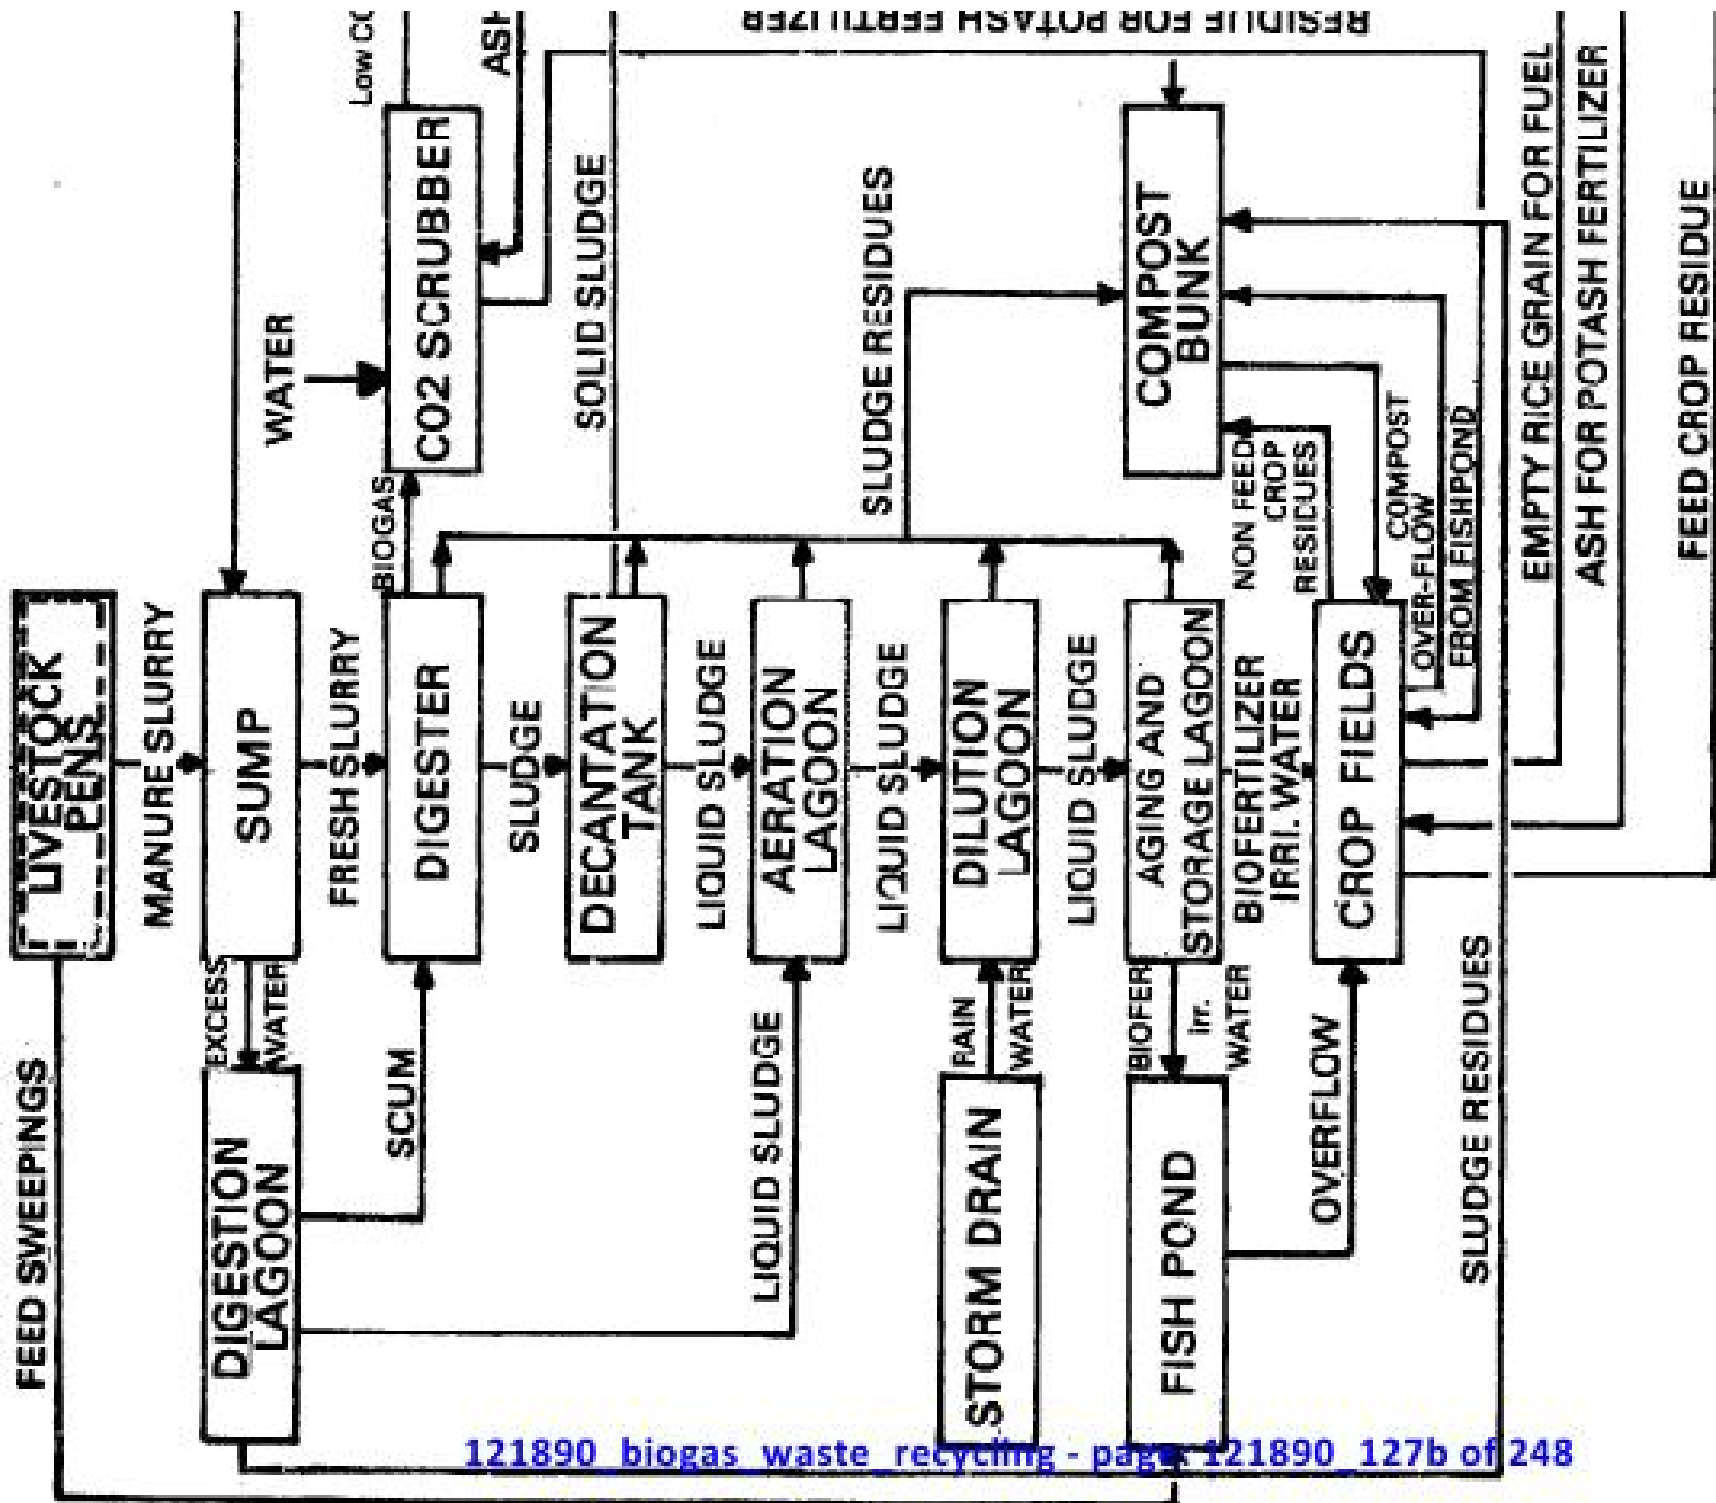 RESIDUE FOR POTASH FERTILIZER
LIVESTOCK
PENS
MANURE SLURRY
FEED SWEEPINGS
SUMP
EXCESS
WATER
DIGESTION
LAGOON
FRESH SLURRY
SCUM
DIGESTER
BIOGAS
WATER
CO2 SCRUBBER
SLUDGE
DECANTATION
TANK
SOLID SLUDGE
LIQUID SLUDGE
AERATION
LAGOON
LIQUID SLUDGE
LIQUID SLUDGE
DILUTION
LAGOON
RAIN
WATER
STORM DRAIN
SLUDGE RESIDUES
LIQUID SLUDGE
AGING AND
STORAGE LAGOON
BIOFER
irr.
WATER
FISH POND
COMPOST
BUNK
BIOFERTILIZER
IRRI. WATER
NON FEED
CROP
RESIDUES
CROP FIELDS
OVERFLOW
COMPOST
OVER-FLOW
FROM FISHPOND
SLUDGE RESIDUES
EMPTY RICE GRAIN FOR FUEL
ASH FOR POTASH FERTILIZER
FEED CROP RESIDUE
121890_biogas_waste_recycling - page: 121890_127b of 248